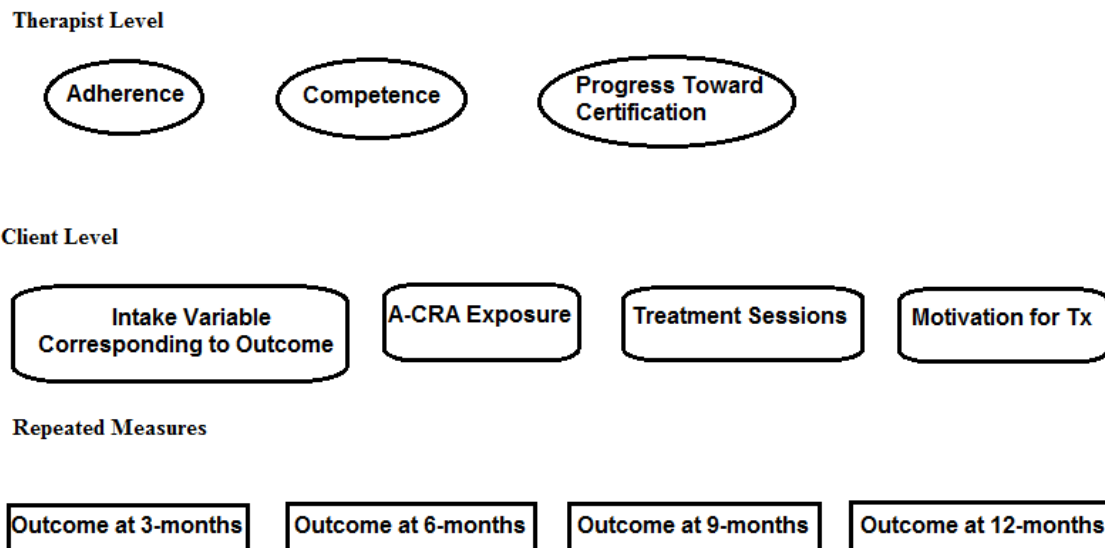 Therapist Level
Adherence
Competence
Progress Toward
Certification
Client Level
Intake Variable
Corresponding to Outcome
A-CRA Exposure
Treatment Sessions
Motivation for Tx
Repeated Measures
Outcome at 3-months
Outcome at 6-months
Outcome at 9-months
Outcome at 12-months